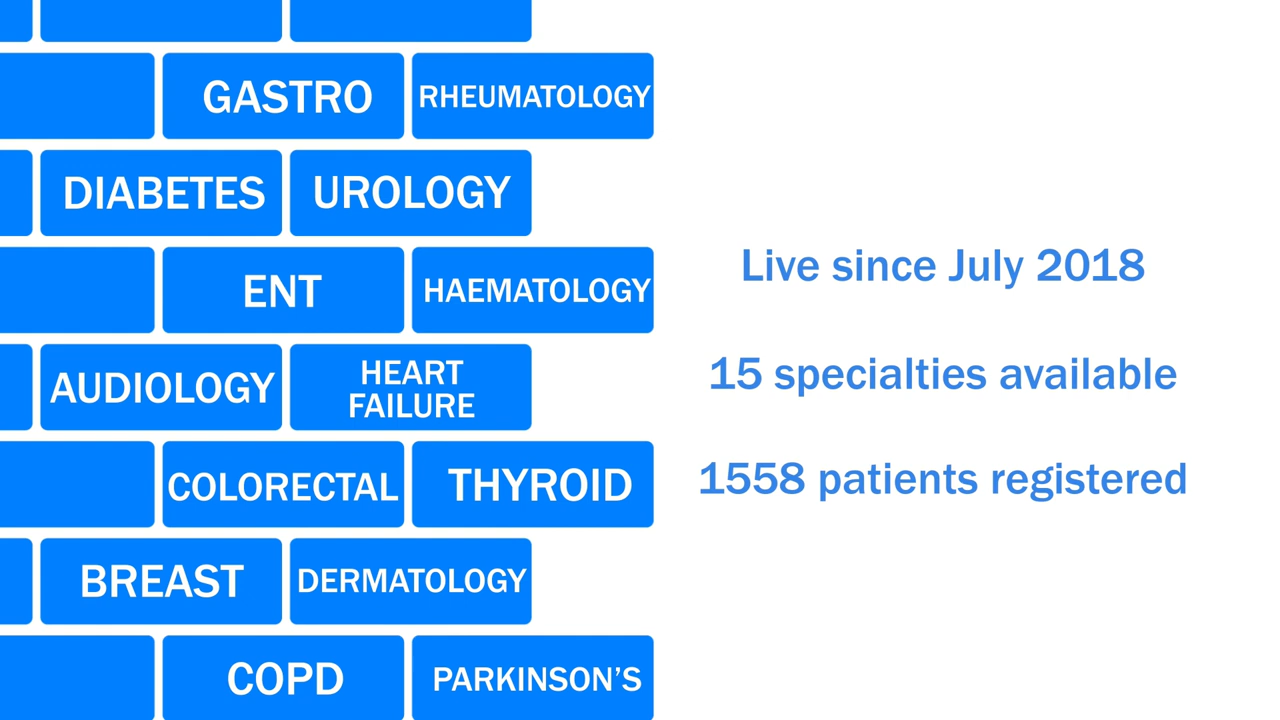 GASTRO
RHEUMATOLOGY
DIABETES
UROLOGY
ENT
HAEMATOLOGY
AUDIOLOGY
HEART
FAILURE
COLORECTAL
THYROID
BREAST
DERMATOLOGY
COPD
PARKINSON’S
Live since July 2018
15 specialties available
1558 patients registered